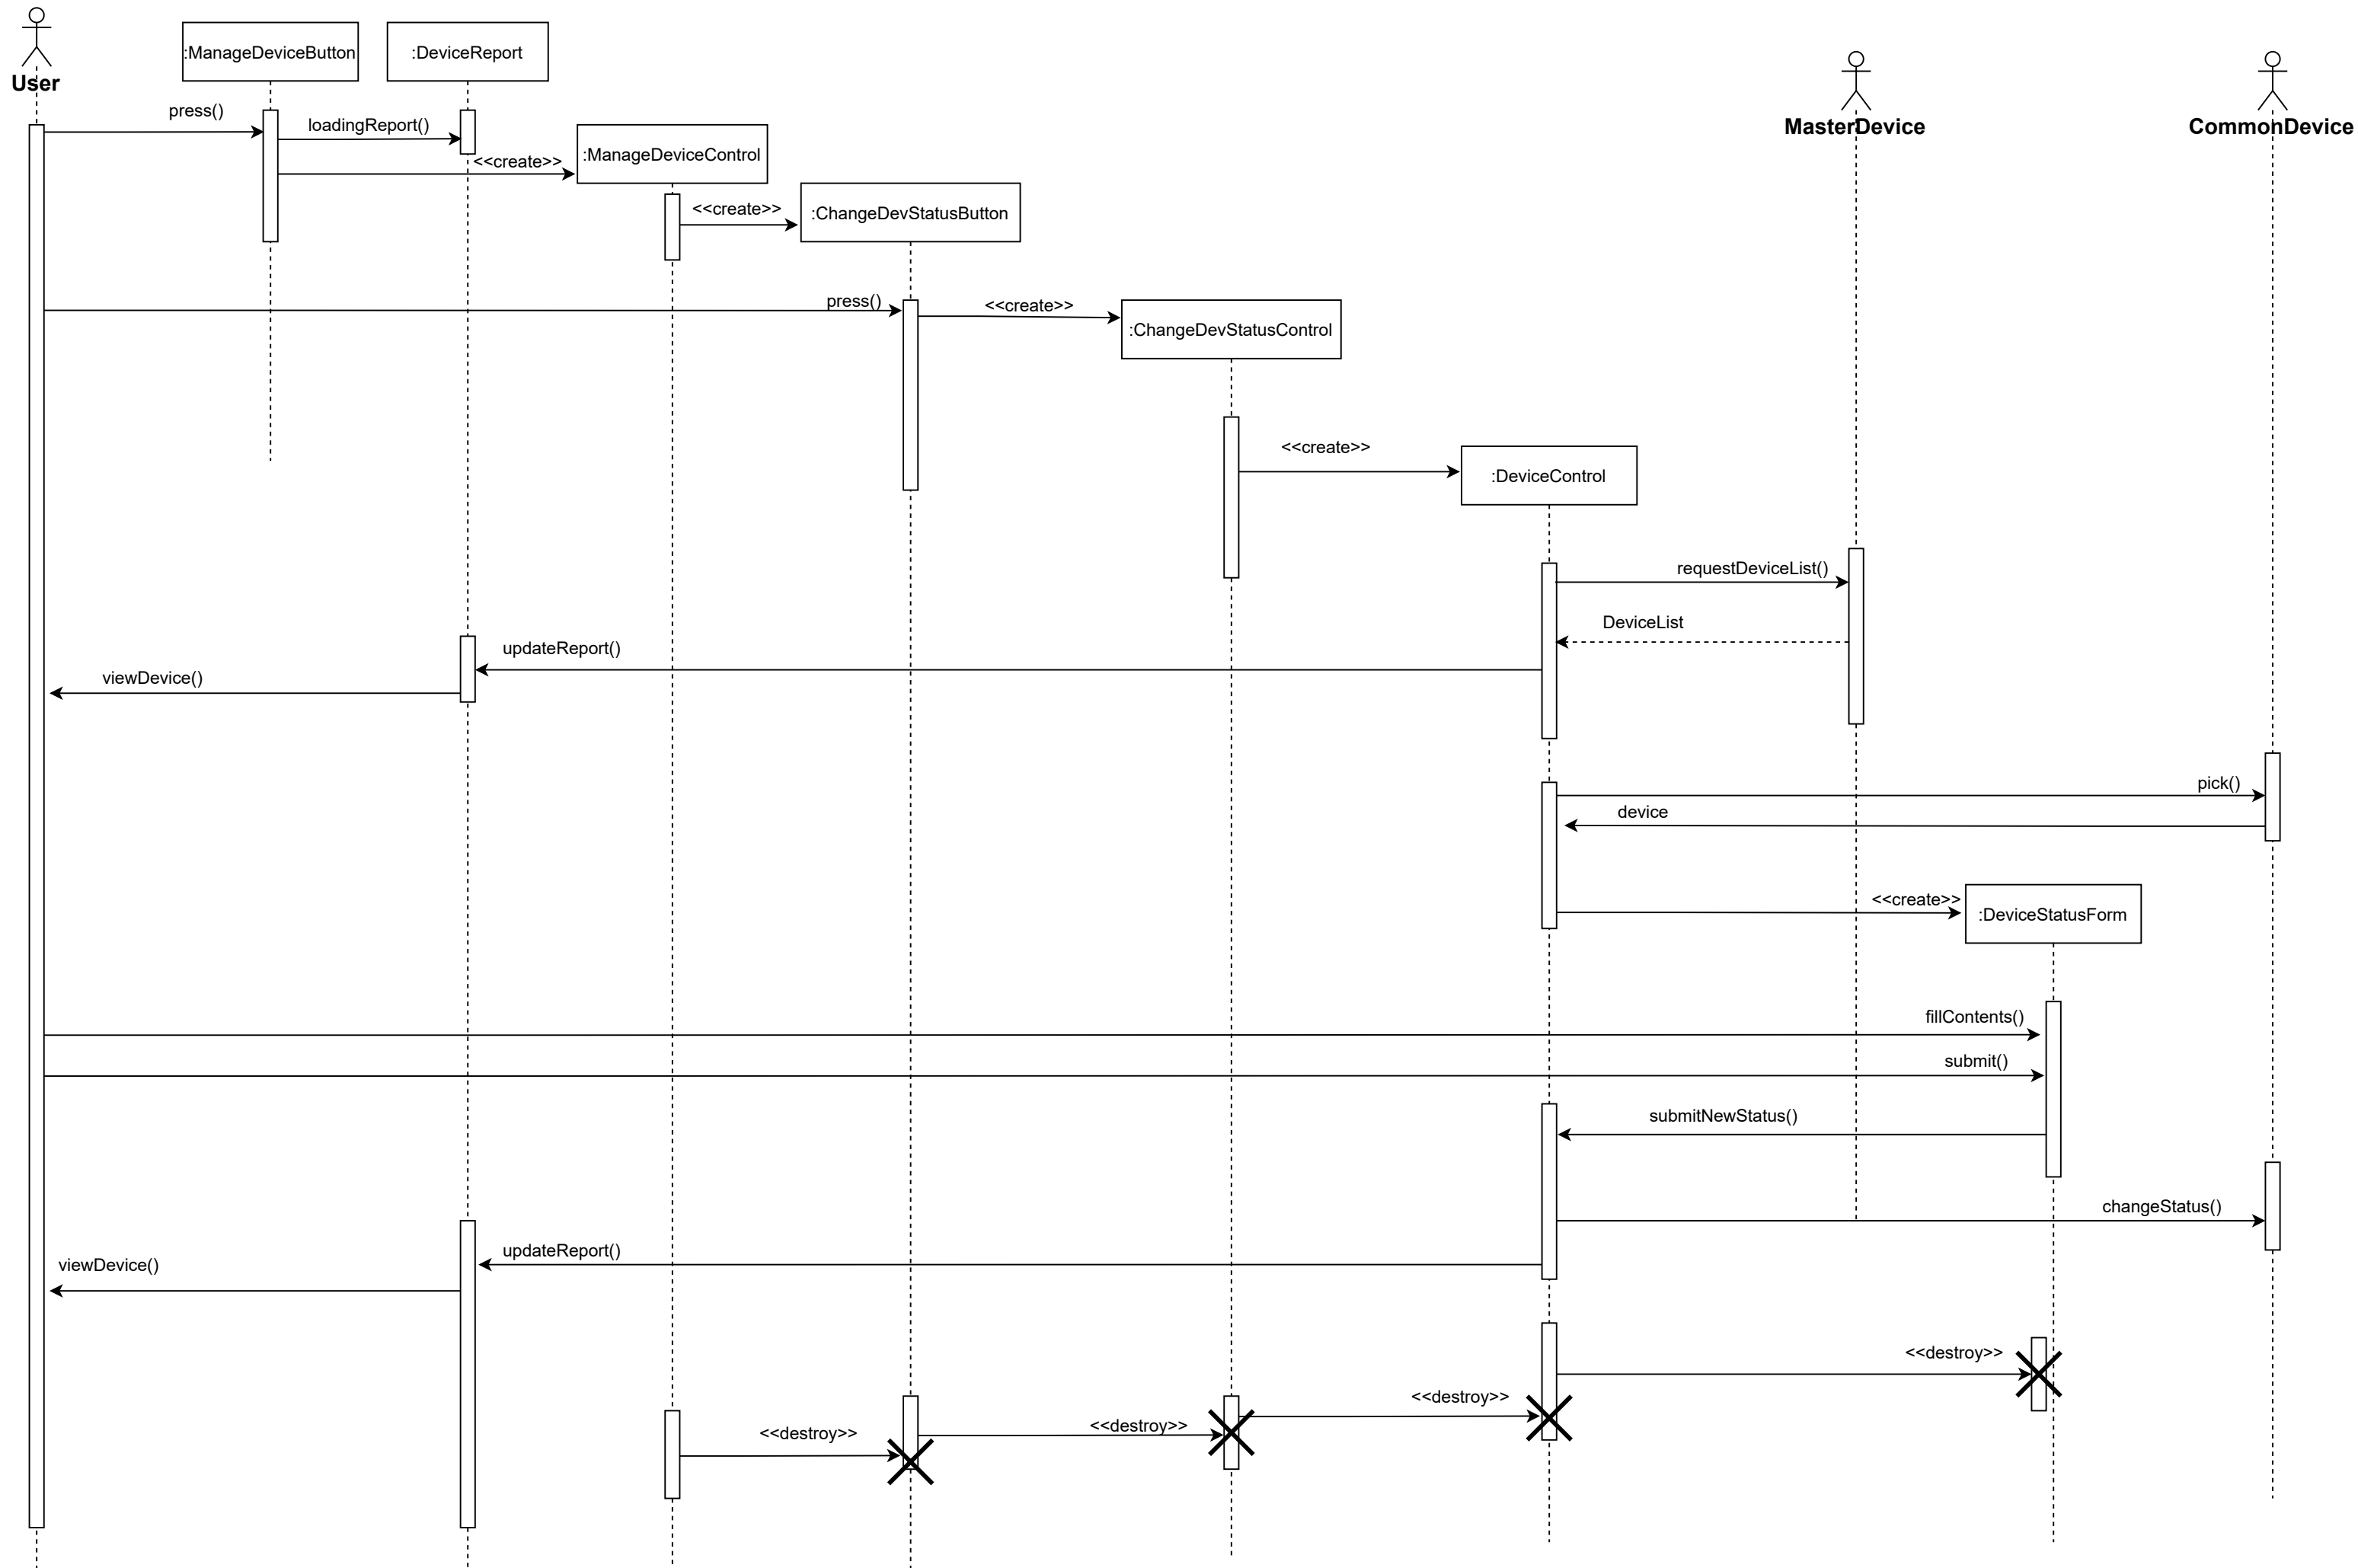 User
:ManageDeviceButton
:DeviceReport
MasterDevice
CommonDevice
press()
loadingReport()
<<create>>
:ManageDeviceControl
<<create>>
:ChangeDevStatusButton
press()
<<create>>
:ChangeDevStatusControl
<<create>>
:DeviceControl
requestDeviceList()
DeviceList
updateReport()
viewDevice()
pick()
device
<<create>>
:DeviceStatusForm
fillContents()
submit()
submitNewStatus()
changeStatus()
updateReport()
viewDevice()
<<destroy>>
<<destroy>>
<<destroy>>
<<destroy>>